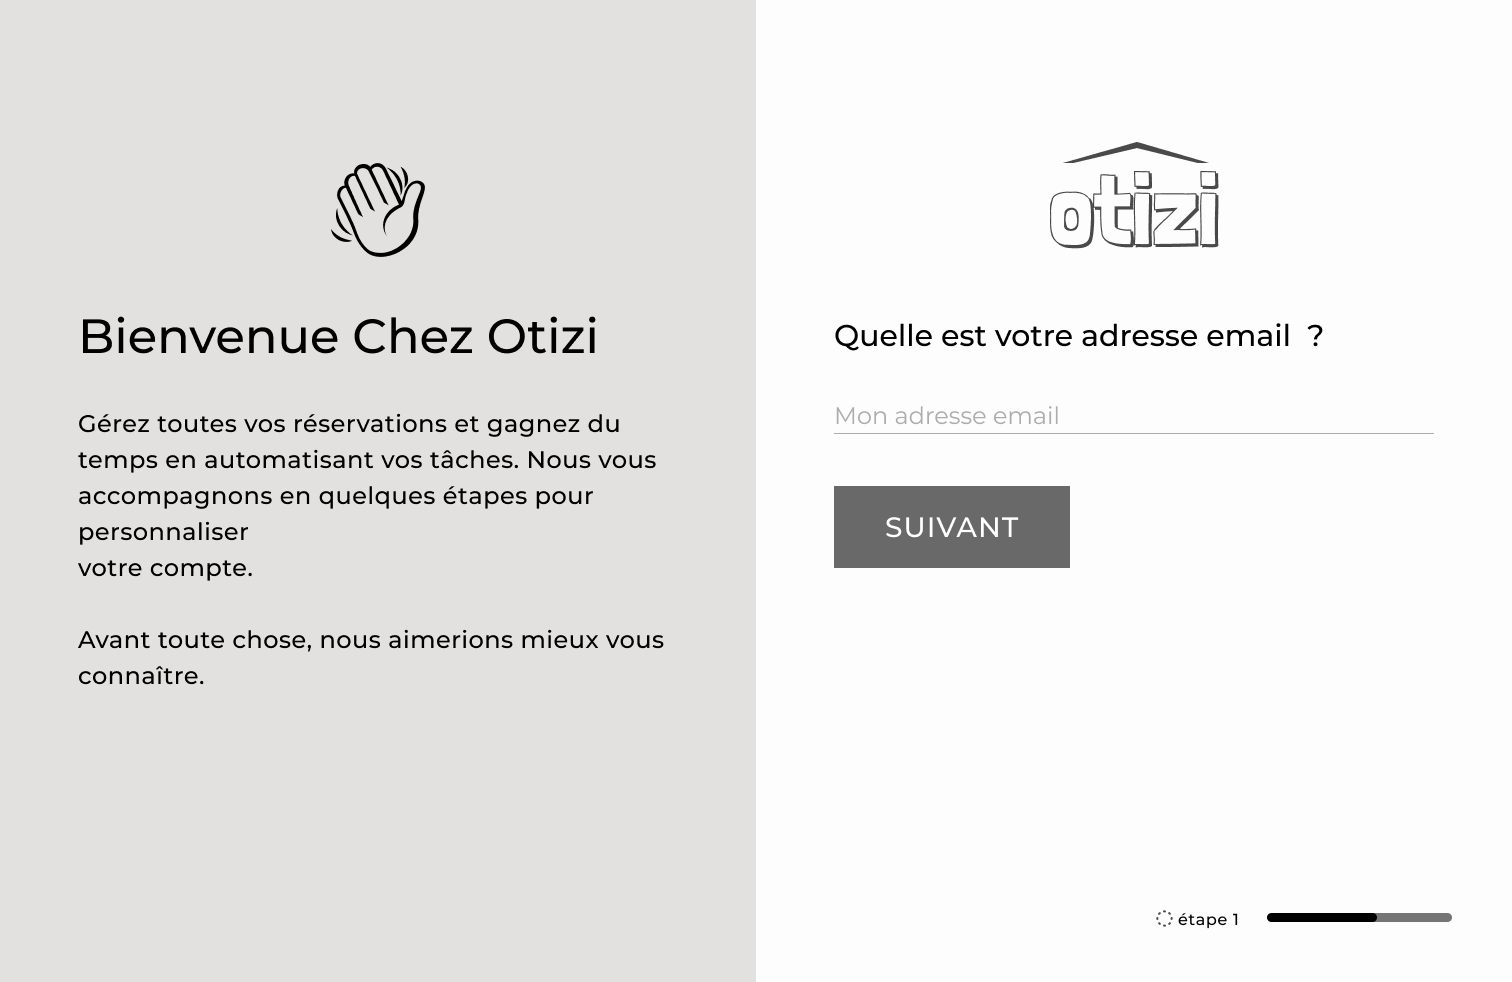 Bienvenue Chez Otizi
Gérez toutes vos réservations et gagnez du
temps en automatisant vos tâches. Nous vous
accompagnons en quelques étapes pour
personnaliser
votre compte.
Avant toute chose, nous aimerions mieux vous
connaître.
otizi
Quelle est votre adresse email  ?
Mon adresse email
SUIVANT
étape 1